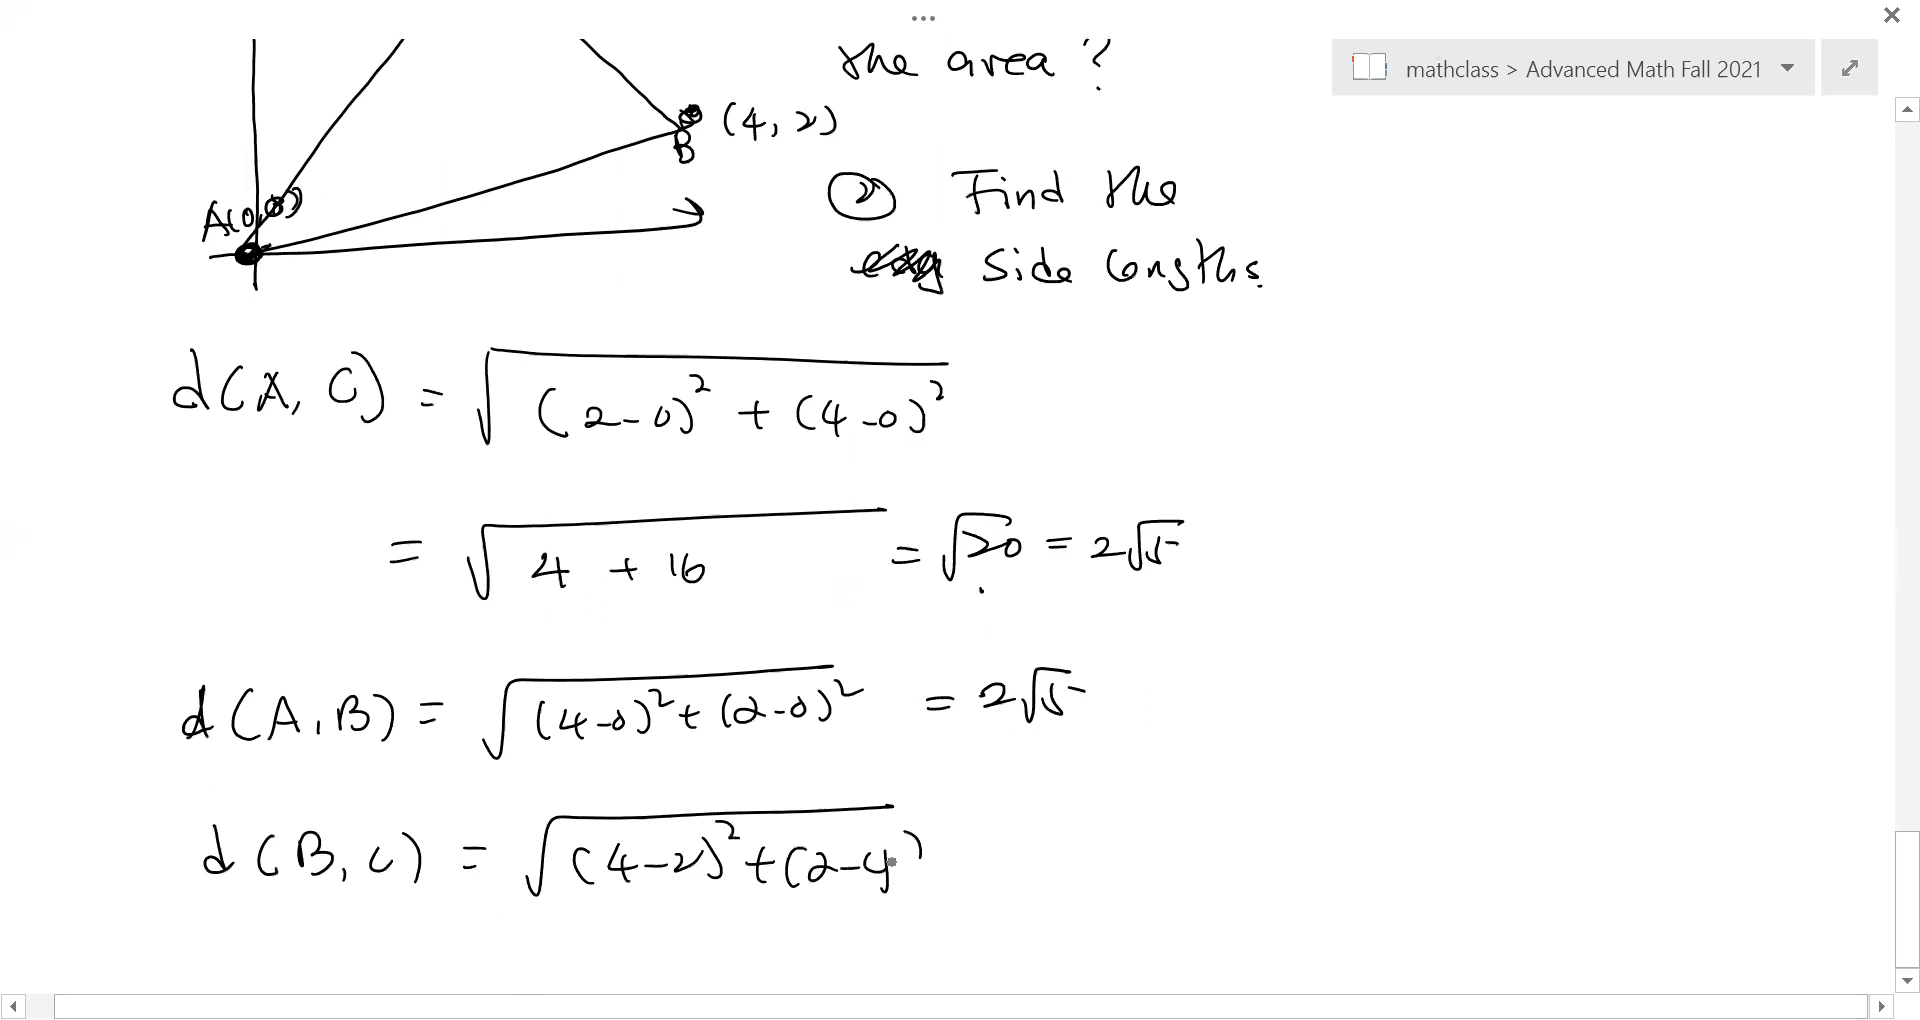 the area ?
mathclass > Advanced Math Fall 2021
(4, 2)
B
A(0,0)
② Find the
side lengths.
d(A, C) = √((2-0)² + (4-0)²)
= √(4 + 16) = √20 = 2√5
d(A, B) = √((4-0)² + (2-0)²) = 2√5
d(B, C) = √((4-2)² + (2-4)